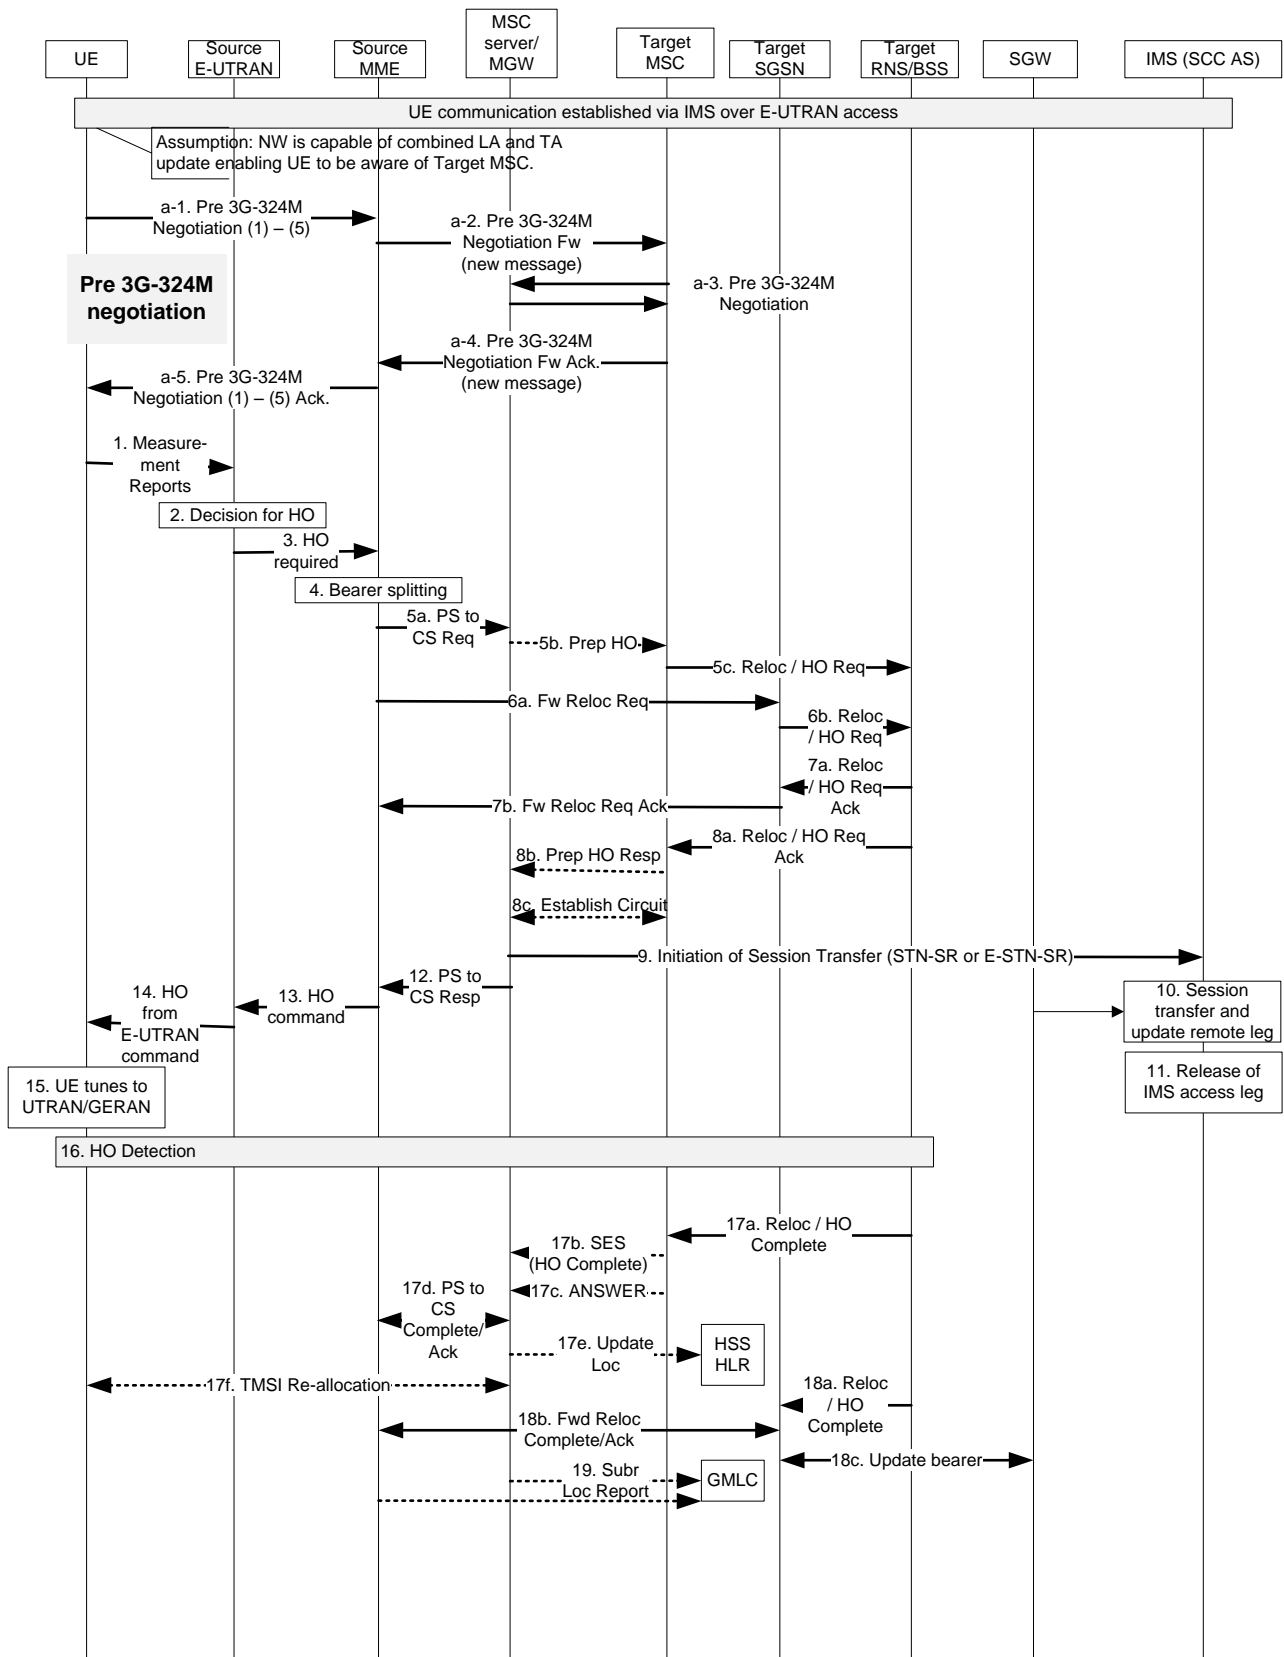 UE
Source
E-UTRAN
Source
MME
MSC
server/
MGW
Target
MSC
Target
SGSN
Target
RNS/BSS
SGW
IMS (SCC AS)
UE communication established via IMS over E-UTRAN access
Assumption: NW is capable of combined LA and TA
update enabling UE to be aware of Target MSC.
a-1. Pre 3G-324M
Negotiation (1) – (5)
a-2. Pre 3G-324M
Negotiation Fw
(new message)
Pre 3G-324M
negotiation
a-3. Pre 3G-324M
Negotiation
a-4. Pre 3G-324M
Negotiation Fw Ack.
(new message)
a-5. Pre 3G-324M
Negotiation (1) – (5) Ack.
1. Measure-
ment
Reports
2. Decision for HO
3. HO
required
4. Bearer splitting
5a. PS to
CS Req
5b. Prep HO
5c. Reloc / HO Req
6a. Fw Reloc Req
6b. Reloc
/ HO Req
7a. Reloc
/ HO Req
Ack
7b. Fw Reloc Req Ack
8a. Reloc / HO Req
Ack
8b. Prep HO Resp
8c. Establish Circuit
9. Initiation of Session Transfer (STN-SR or E-STN-SR)
12. PS to
CS Resp
13. HO
command
14. HO
from
E-UTRAN
command
10. Session
transfer and
update remote leg
11. Release of
IMS access leg
15. UE tunes to
UTRAN/GERAN
16. HO Detection
17a. Reloc / HO
Complete
17b. SES
(HO Complete)
17c. ANSWER
17d. PS to
CS
Complete/
Ack
17e. Update
Loc
HSS
HLR
17f. TMSI Re-allocation
18a. Reloc
/ HO
Complete
18b. Fwd Reloc
Complete/Ack
18c. Update bearer
19. Subr
Loc Report
GMLC